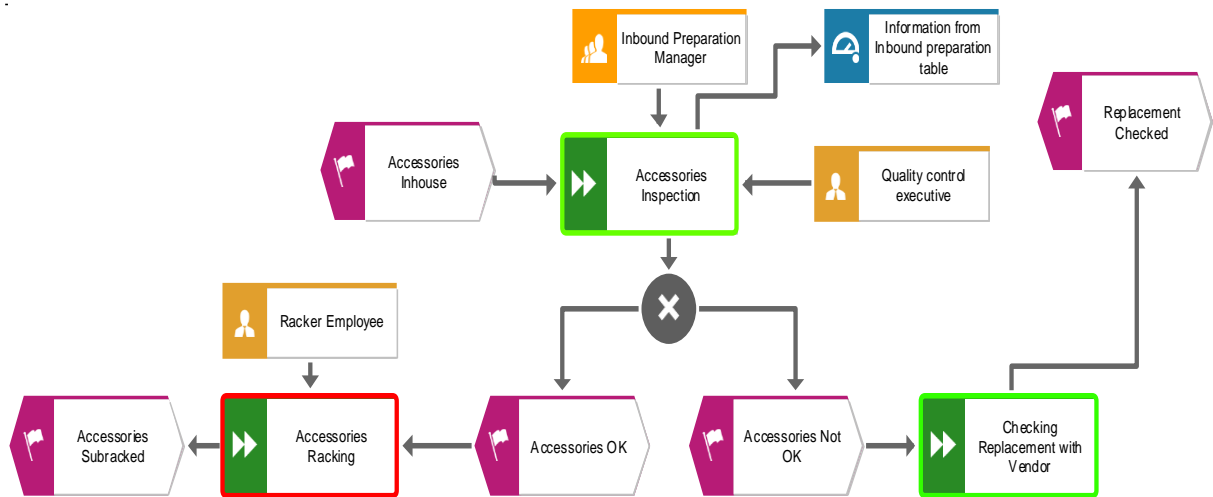 Inbound Preparation
Manager
Information from
Inbound preparation
table
Replacement
Checked
Accessories
Inhouse
Accessories
Inspection
Quality control
executive
Racker Employee
Accessories
Subracked
Accessories
Racking
Accessories OK
Accessories Not
OK
Checking
Replacement with
Vendor